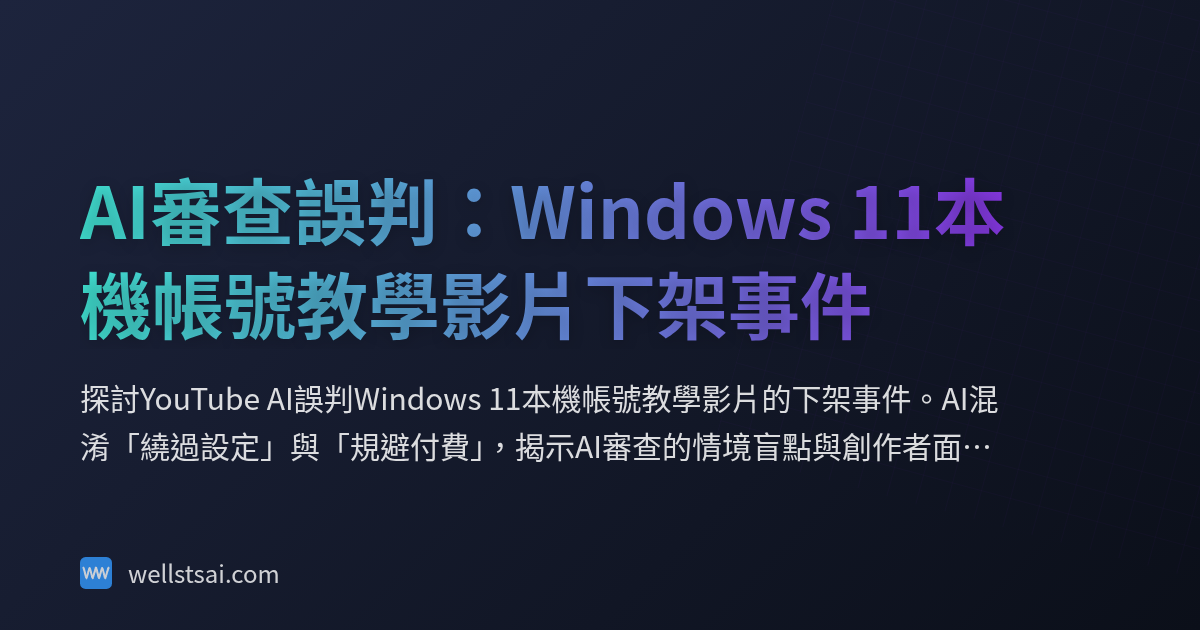 AI審查誤判：Windows 11本
機帳號教學影片下架事件
探討YouTube AI誤判Windows 11本機帳號教學影片的下架事件。AI混
淆「繞過設定」與「規避付費」，揭示AI審查的情境盲點與創作者面…
wellstsai.com